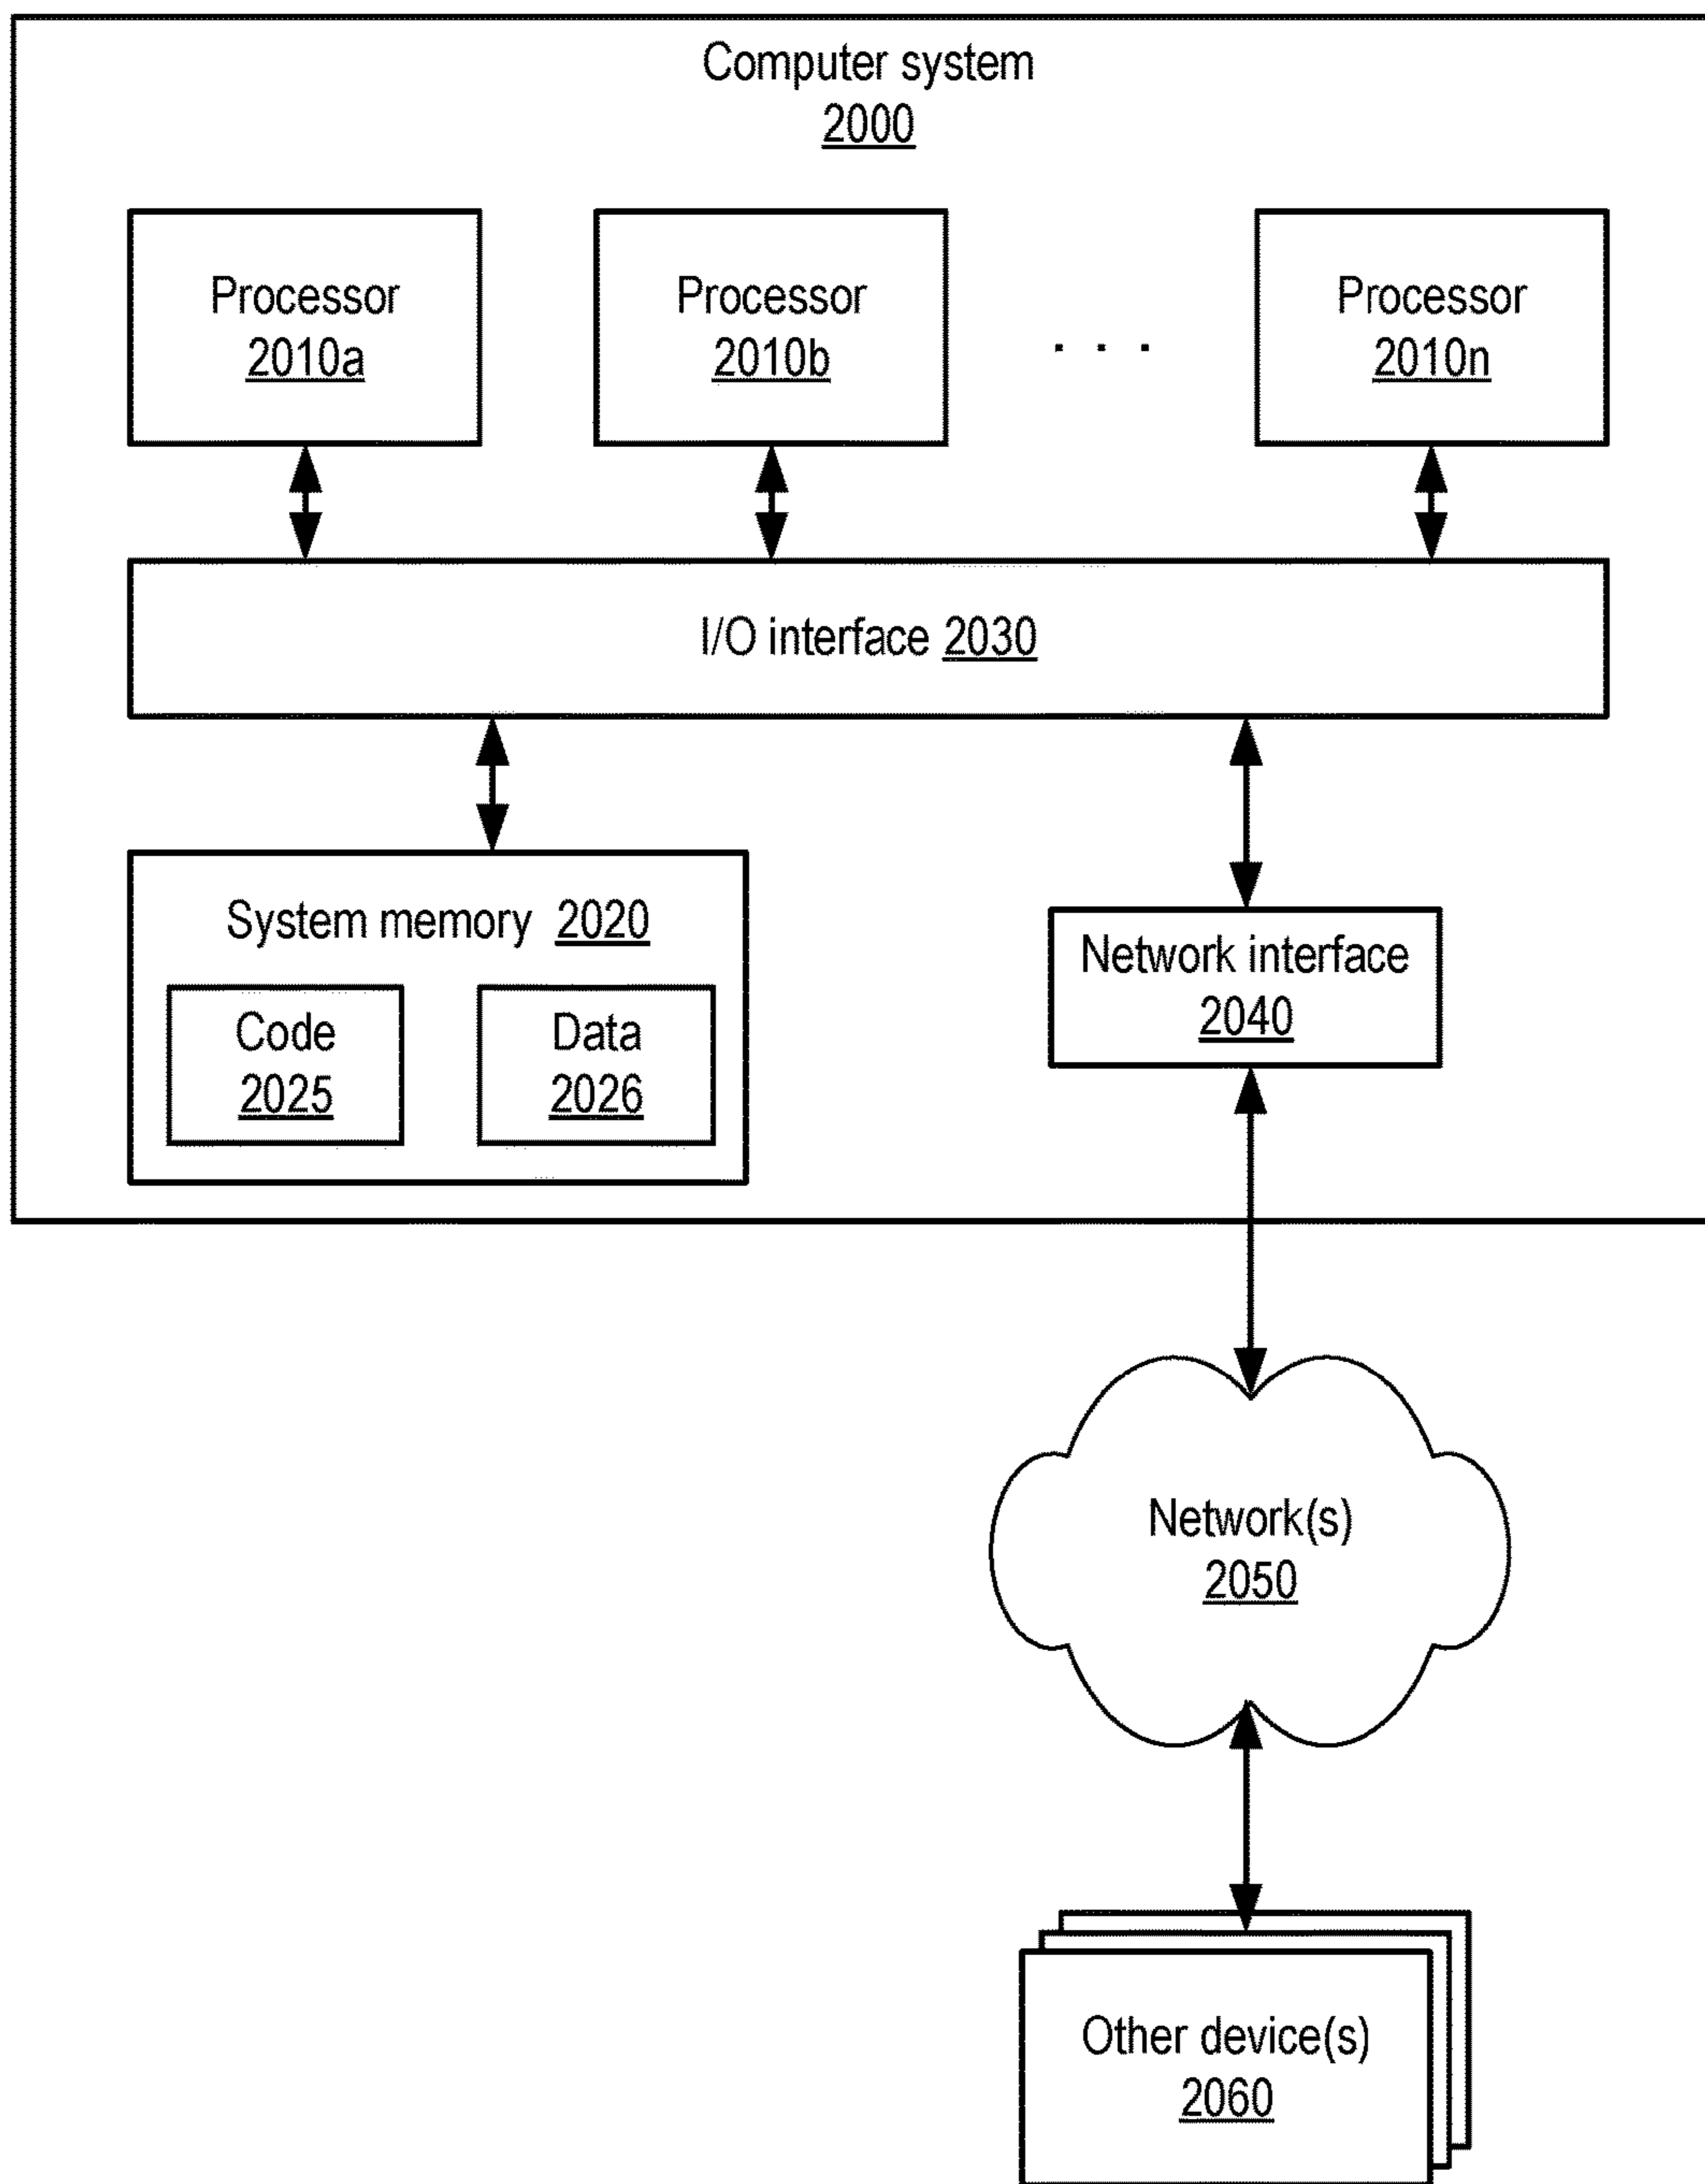 Computer system
2000
Processor
2010a
Processor
2010b
. . .
Processor
2010n
I/O interface 2030
System memory 2020
Code
2025
Data
2026
Network interface
2040
Network(s)
2050
Other device(s)
2060